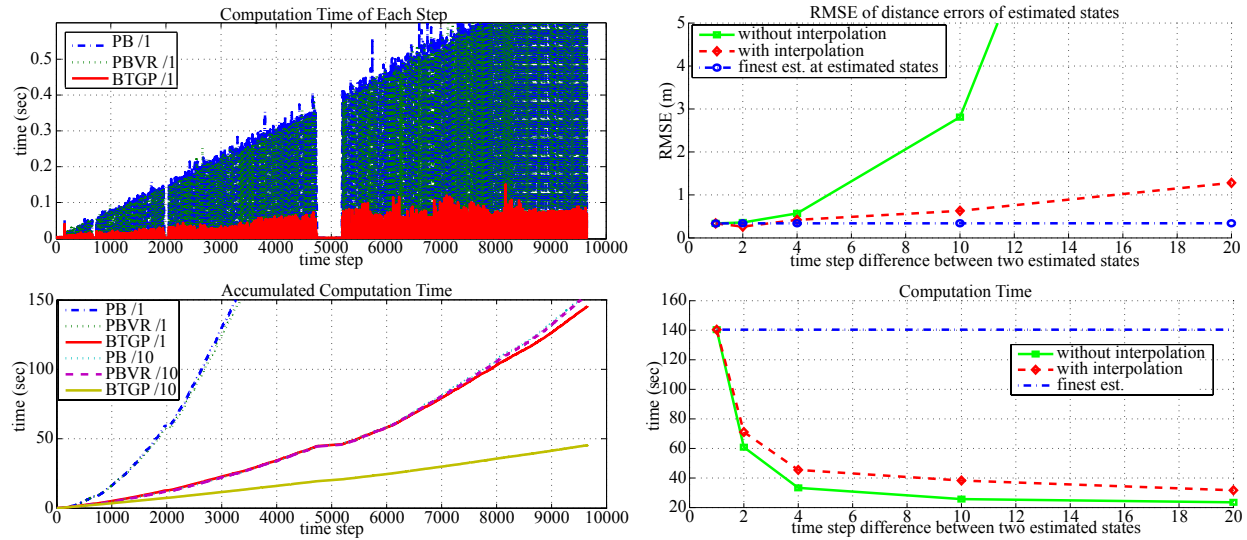 Computation Time of Each Step
PB /1
PBVR /1
BTGP /1
time (sec)
0.5
0.4
0.3
0.2
0.1
0
0 1000 2000 3000 4000 5000 6000 7000 8000 9000 10000
time step
RMSE of distance errors of estimated states
without interpolation
with interpolation
finest est. at estimated states
RMSE (m)
5
4
3
2
1
0
2 4 6 8 10 12 14 16 18 20
time step difference between two estimated states
Accumulated Computation Time
PB /1
PBVR /1
BTGP /1
PB /10
PBVR /10
BTGP /10
time (sec)
150
100
50
0
0 1000 2000 3000 4000 5000 6000 7000 8000 9000 10000
time step
Computation Time
without interpolation
with interpolation
finest est.
time (sec)
160
140
120
100
80
60
40
20
2 4 6 8 10 12 14 16 18 20
time step difference between two estimated states